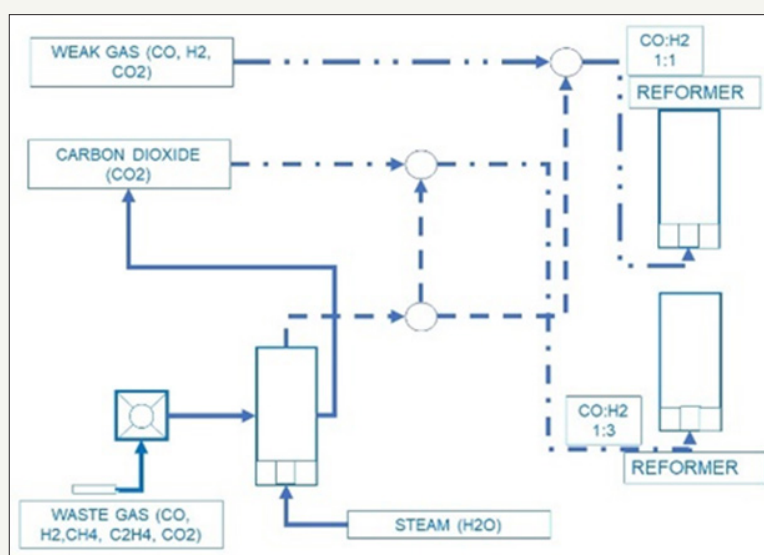 WEAK GAS (CO, H2,
CO2)
CO:H2
1:1
REFORMER
CARBON DIOXIDE
(CO2)
CO:H2
1:3
REFORMER
WASTE GAS (CO,
H2,CH4, C2H4, CO2)
STEAM (H2O)